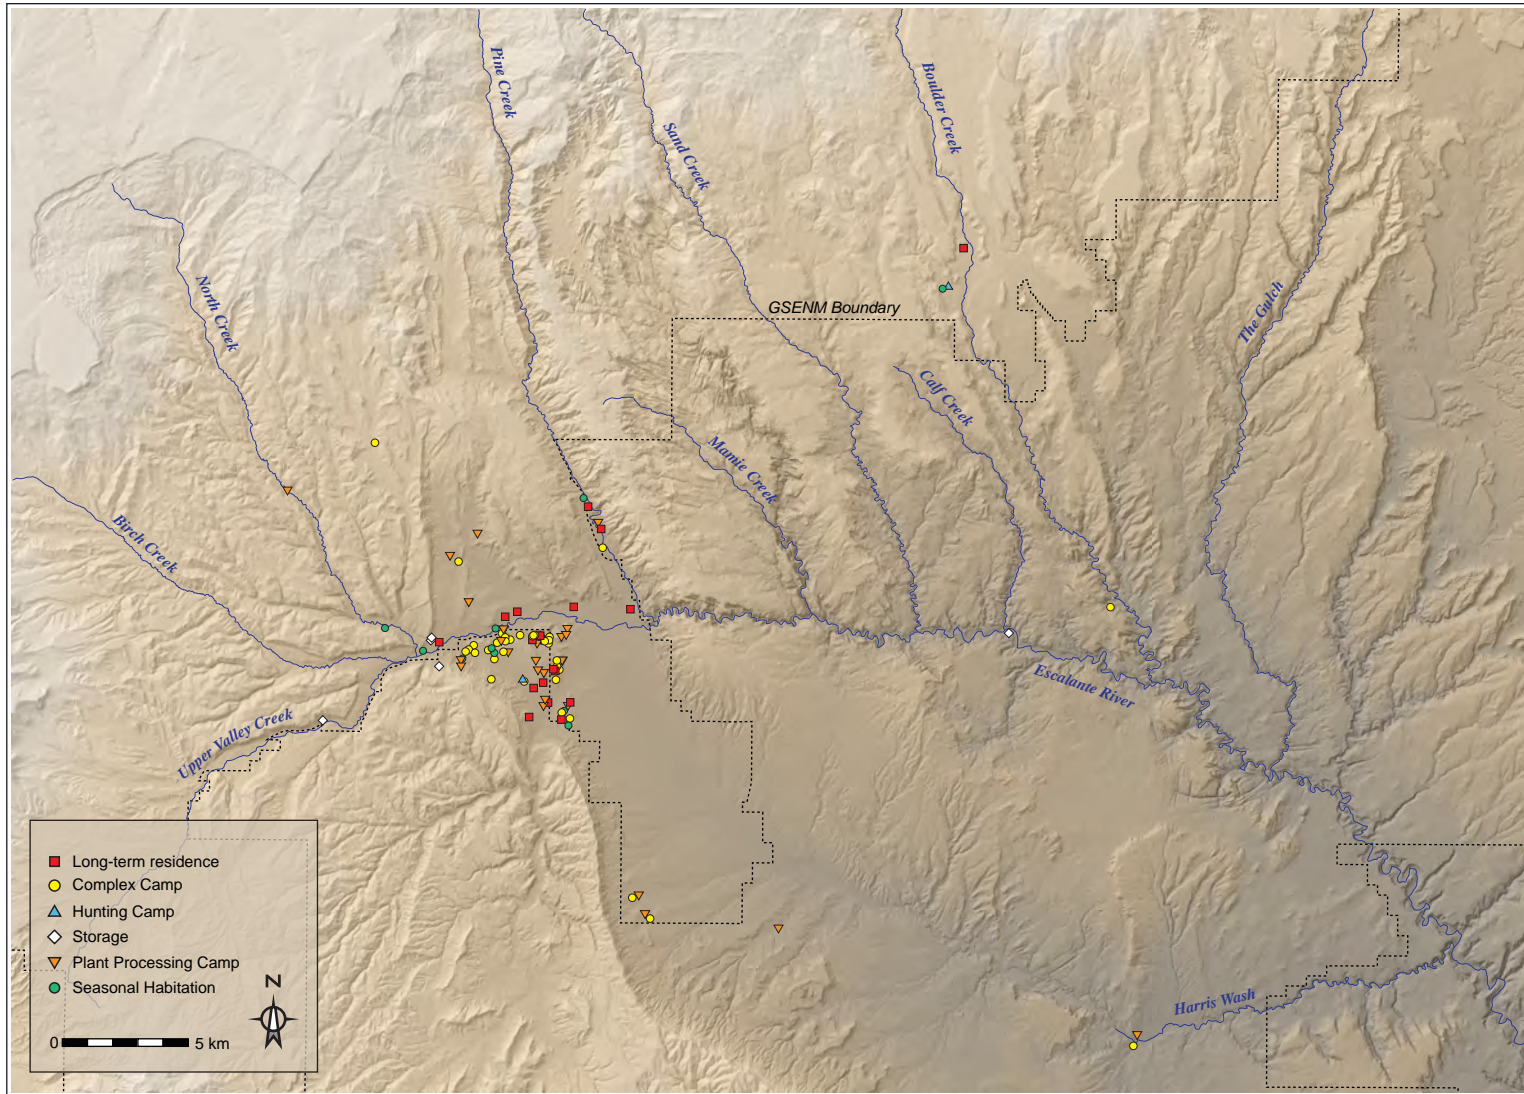 Pine Creek
Sand Creek
Boulder Creek
North Creek
The Gulch
GSENM Boundary
Calf Creek
Mamie Creek
Birch Creek
Escalante River
Upper Valley Creek
Harris Wash
Long-term residence
Complex Camp
Hunting Camp
Storage
Plant Processing Camp
Seasonal Habitation
N
0 5 km